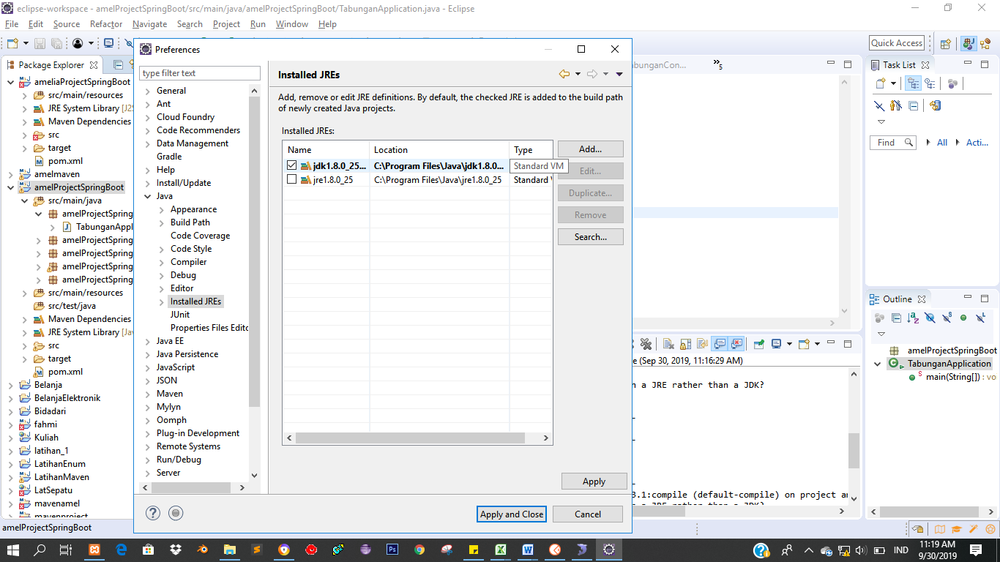 eclipse-workspace - amelProjectSpringBoot/src/main/java/amelProjectSpringBoot/TabunganApplication.java - Eclipse
File Edit Source Refactor Navigate Search Project Run Window Help
Quick Access
Package Explorer
ameliaProjectSpringBoot
src/main/resources
JRE System Library [J2S
Maven Dependencies
src
target
pom.xml
amelmaven
amelProjectSpringBoot
src/main/java
amelProjectSpring
TabunganAppl
amelProjectSpring
amelProjectSpring
amelProjectSpring
amelProjectSpring
src/main/resources
src/test/java
Maven Dependencies
JRE System Library [Jav
src
target
pom.xml
Belanja
BelanjaElektronik
Bidadari
fahmi
Kuliah
latihan_1
LatihanEnum
LatihanMaven
LatSepatu
mavenamel
mavenproject
amelProjectSpringBoot
Preferences
type filter text
General
Ant
Cloud Foundry
Code Recommenders
Data Management
Gradle
Help
Install/Update
Java
Appearance
Build Path
Code Coverage
Code Style
Compiler
Debug
Editor
Installed JREs
JUnit
Properties Files Edito
Java EE
Java Persistence
JavaScript
JSON
Maven
Mylyn
Oomph
Plug-in Development
Remote Systems
Run/Debug
Server
Installed JREs
Add, remove or edit JRE definitions. By default, the checked JRE is added to the build path
of newly created Java projects.
Installed JREs:
Name Location Type
jdk1.8.0_25... C:\Program Files\Java\jdk1.8.0... Standard VM
jre1.8.0_25 C:\Program Files\Java\jre1.8.0_25 Standard V
Add...
Edit...
Duplicate...
Remove
Search...
Apply
Apply and Close
Cancel
abunganCon...
5
e (Sep 30, 2019, 11:16:29 AM)
n a JRE rather than a JDK?
-
-
-
3.1:compile (default-compile) on project am
n a JRE rather than a JDK?
Task List
Find
All
Acti...
Outline
amelProjectSpringBoot
TabunganApplication
main(String[]) : vo
IND
11:19 AM
9/30/2019